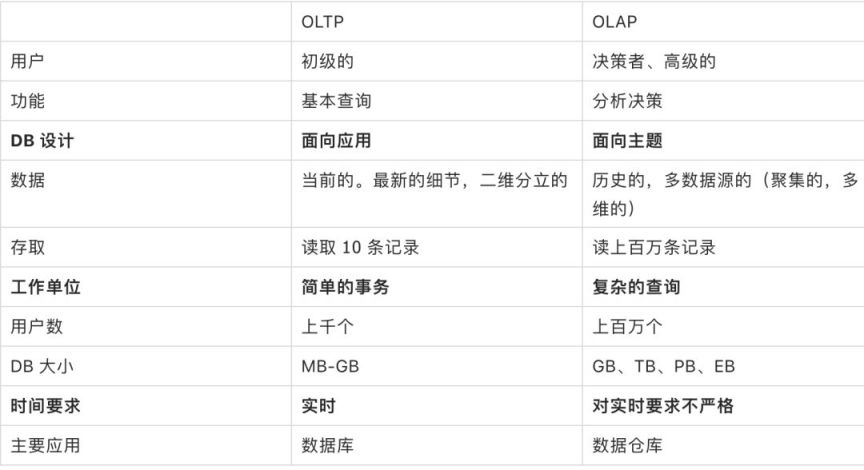 OLTP OLAP
用户 初级的 决策者、高级的
功能 基本查询 分析决策
DB 设计 面向应用 面向主题
数据 当前的。最新的细节，二维分立的 历史的，多数据源的（聚集的，多
维的）
存取 读取 10 条记录 读上百万条记录
工作单位 简单的事务 复杂的查询
用户数 上千个 上百万个
DB 大小 MB-GB GB、TB、PB、EB
时间要求 实时 对实时要求不严格
主要应用 数据库 数据仓库